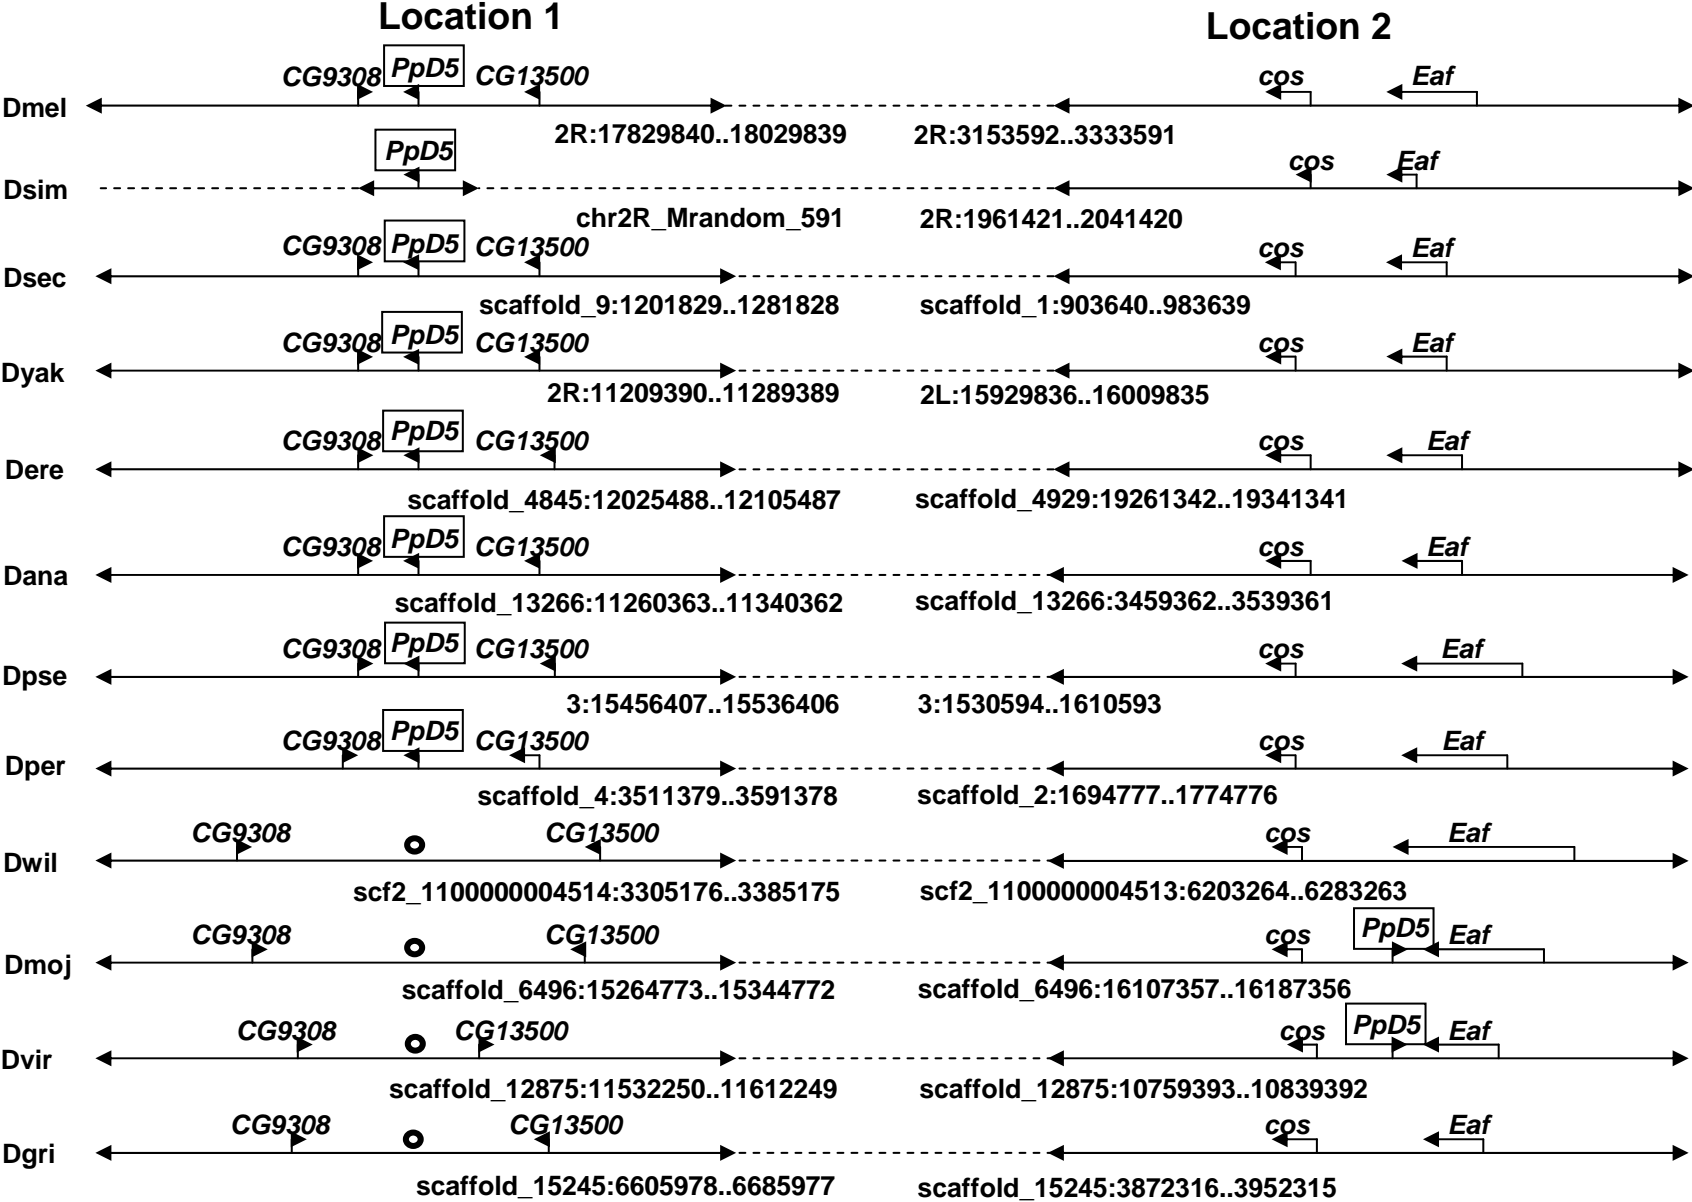 Location 1 Location 2
CG9308 PpD5 CG13500 cos Eaf
Dmel
2R:17829840..18029839 2R:3153592..3333591
PpD5 cos Eaf
Dsim
chr2R_Mrandom_591 2R:1961421..2041420
CG9308 PpD5 CG13500 cos Eaf
Dsec
scaffold_9:1201829..1281828 scaffold_1:903640..983639
CG9308 PpD5 CG13500 cos Eaf
Dyak
2R:11209390..11289389 2L:15929836..16009835
CG9308 PpD5 CG13500 cos Eaf
Dere
scaffold_4845:12025488..12105487 scaffold_4929:19261342..19341341
CG9308 PpD5 CG13500 cos Eaf
Dana
scaffold_13266:11260363..11340362 scaffold_13266:3459362..3539361
CG9308 PpD5 CG13500 cos Eaf
Dpse
3:15456407..15536406 3:1530594..1610593
CG9308 PpD5 CG13500 cos Eaf
Dper
scaffold_4:3511379..3591378 scaffold_2:1694777..1774776
CG9308 CG13500 cos Eaf
Dwil
scf2_1100000004514:3305176..3385175 scf2_1100000004513:6203264..6283263
CG9308 CG13500 cos PpD5 Eaf
Dmoj
scaffold_6496:15264773..15344772 scaffold_6496:16107357..16187356
CG9308 CG13500 cos PpD5 Eaf
Dvir
scaffold_12875:11532250..11612249 scaffold_12875:10759393..10839392
CG9308 CG13500 cos Eaf
Dgri
scaffold_15245:6605978..6685977 scaffold_15245:3872316..3952315